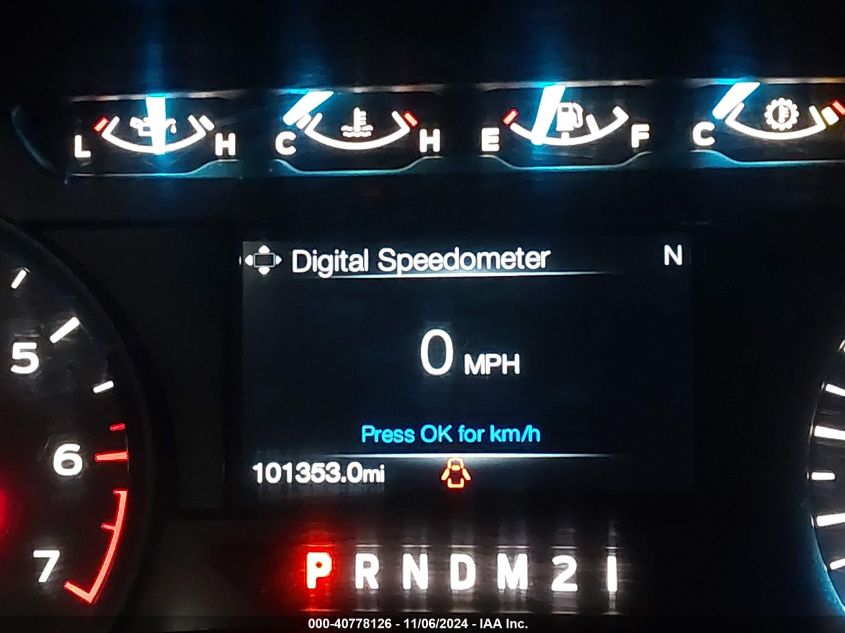 L H C H E F C
Digital Speedometer N
0 MPH
5
Press OK for km/h
6
101353.0mi
7
P R N D M 2 1
000-40778126 - 11/06/2024 - IAA Inc.